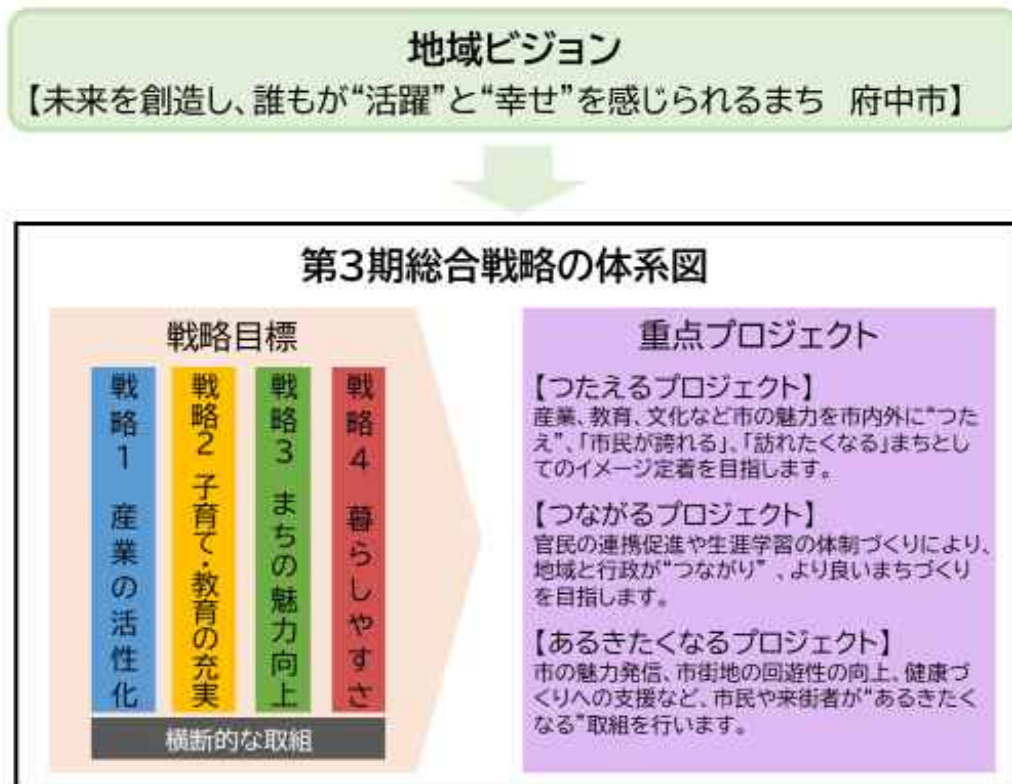 地域ビジョン
【未来を創造し、誰もが“活躍”と“幸せ”を感じられるまち　府中市】
第3期総合戦略の体系図
戦略目標
戦略1　産業の活性化
戦略2　子育て・教育の充実
戦略3　まちの魅力向上
戦略4　暮らしやすさ
横断的な取組
重点プロジェクト
【つたえるプロジェクト】
産業、教育、文化など市の魅力を市内外に“つた
え”、「市民が誇れる」、「訪れたくなる」まちとし
てのイメージ定着を目指します。
【つながるプロジェクト】
官民の連携促進や生涯学習の体制づくりにより、
地域と行政が“つながり”、より良いまちづくり
を目指します。
【あるきたくなるプロジェクト】
市の魅力発信、市街地の回遊性の向上、健康づ
くりへの支援など、市民や来街者が“あるきたく
なる”取組を行います。